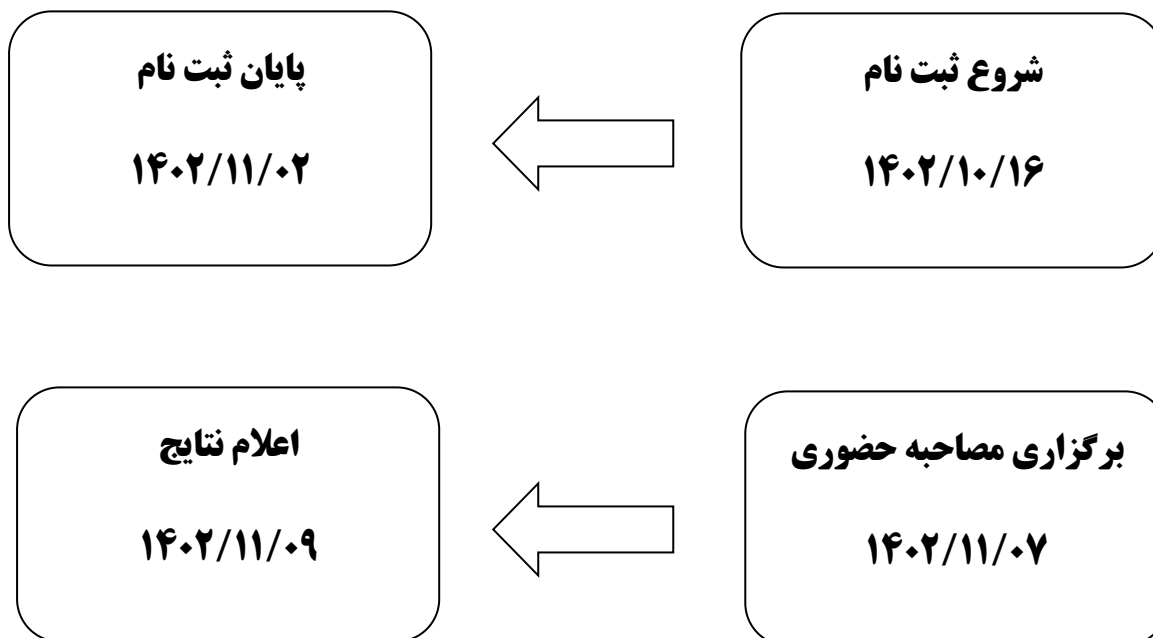 شروع ثبت نام
۱۴۰۲/۱۰/۱۶
پایان ثبت نام
۱۴۰۲/۱۱/۰۲
برگزاری مصاحبه حضوری
۱۴۰۲/۱۱/۰۷
اعلام نتایج
۱۴۰۲/۱۱/۰۹